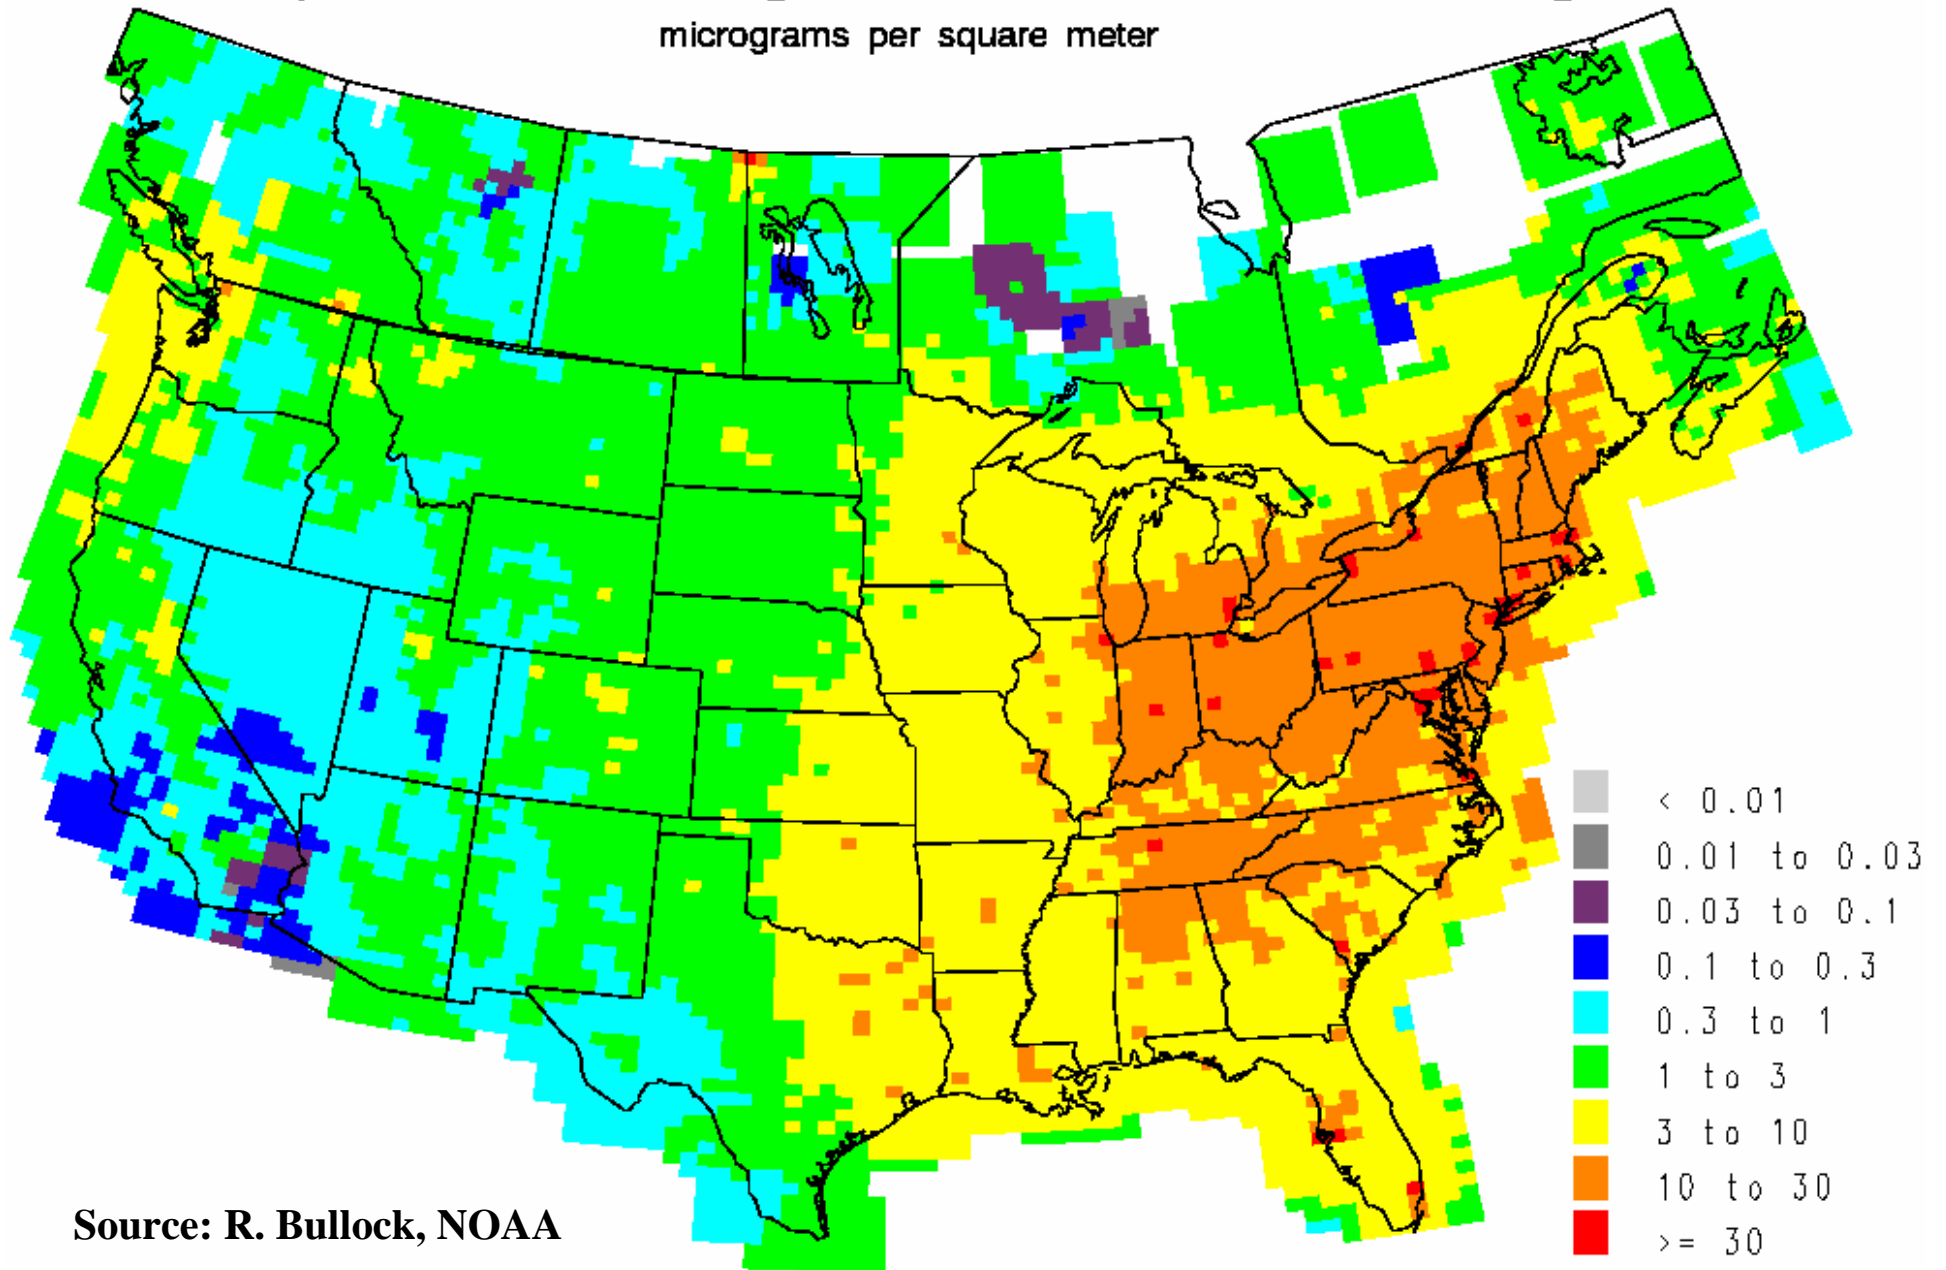 micrograms per square meter
< 0.01
0.01 to 0.03
0.03 to 0.1
0.1 to 0.3
0.3 to 1
1 to 3
3 to 10
10 to 30
>= 30
Source: R. Bullock, NOAA